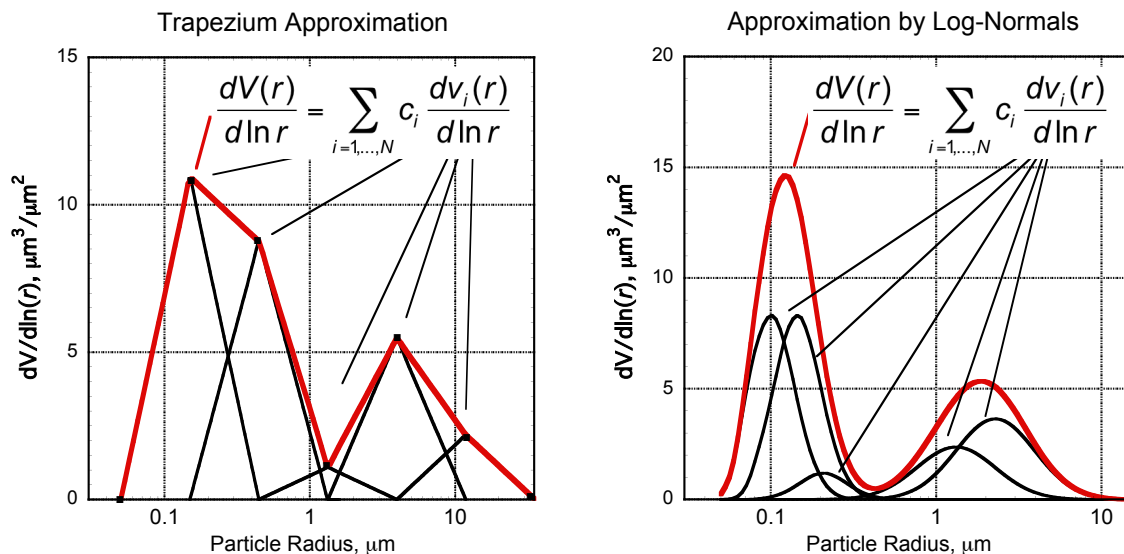 Trapezium Approximation
15
10
5
0
dV/dln(r), μm³/μm²
dV(r)/d ln r = ∑ i=1,...,N c_i dv_i(r)/d ln r
0.1 1 10
Particle Radius, μm
Approximation by Log-Normals
20
15
10
5
0
dV/dln(r), μm³/μm²
dV(r)/d ln r = ∑ i=1,...,N c_i dv_i(r)/d ln r
0.1 1 10
Particle Radius, μm